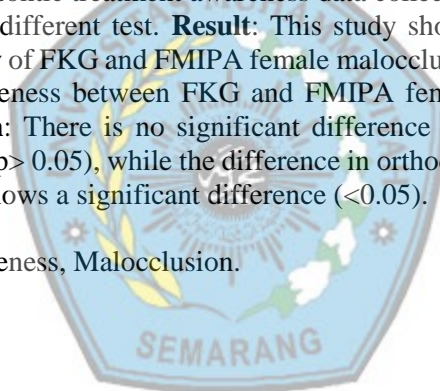 different test. Result: This study sho
y of FKG and FMIPA female malocclu
eness between FKG and FMIPA fem
: There is no significant difference
p> 0.05), while the difference in orthod
ows a significant difference (<0.05).
eness, Malocclusion.
SEMARANG